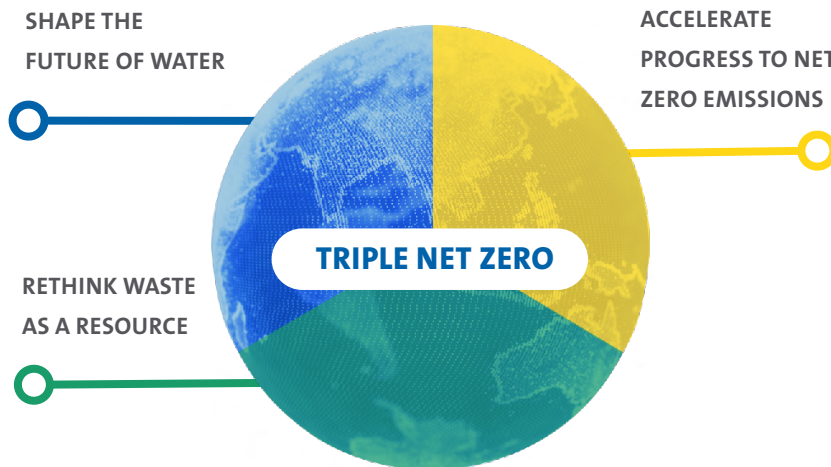 SHAPE THE
FUTURE OF WATER
ACCELERATE
PROGRESS TO NET
ZERO EMISSIONS
TRIPLE NET ZERO
RETHINK WASTE
AS A RESOURCE